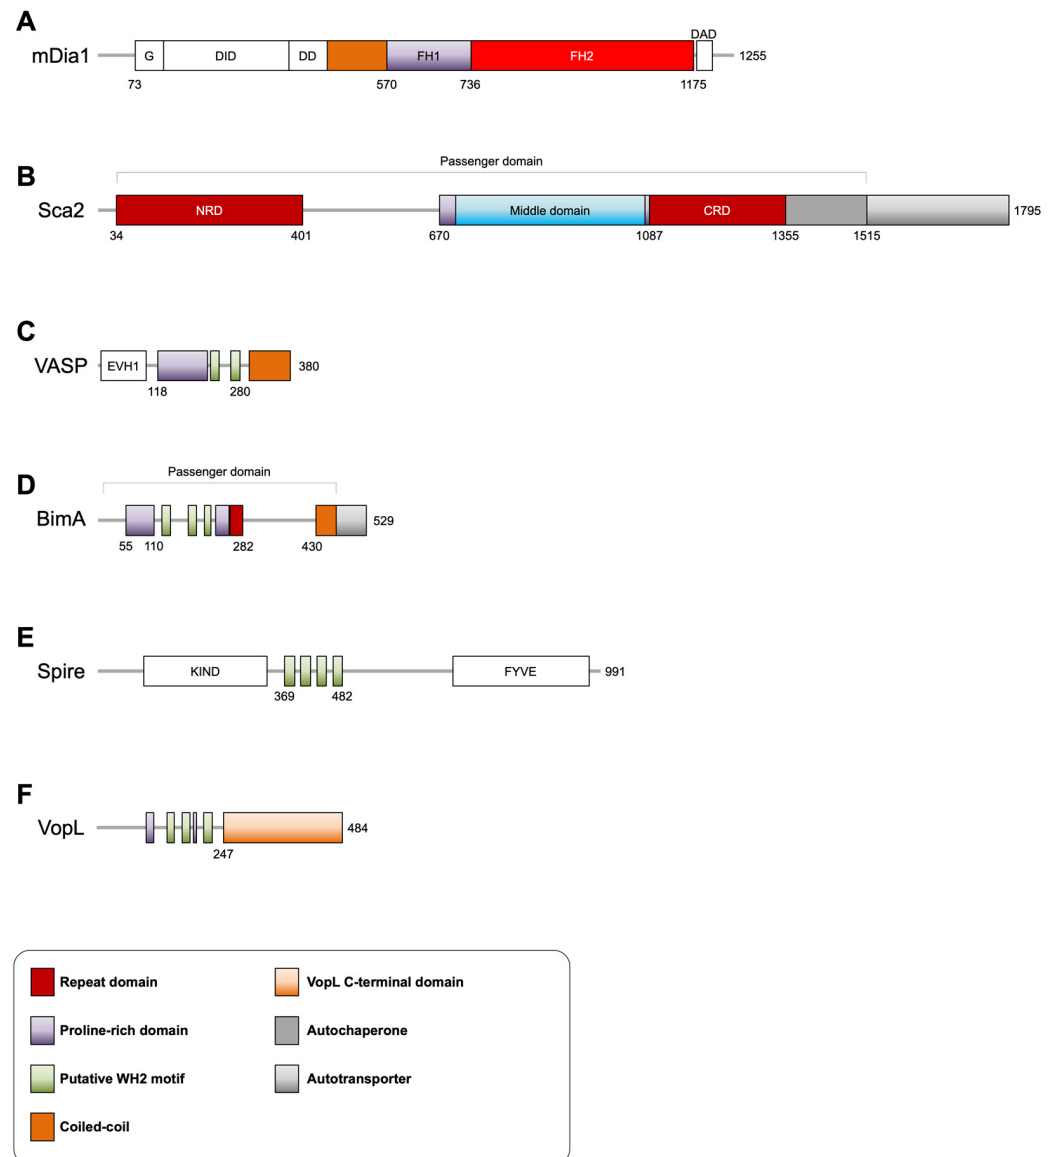 A
mDia1
G
DID
DD
FH1
FH2
DAD
1255
73
570
736
1175
Passenger domain
B
Sca2
NRD
Middle domain
CRD
1795
34
401
670
1087
1355
1515
C
VASP
EVH1
380
118
280
Passenger domain
D
BimA
529
55
110
282
430
E
Spire
KIND
FYVE
991
369
482
F
VopL
484
247
Repeat domain
VopL C-terminal domain
Proline-rich domain
Autochaperone
Putative WH2 motif
Autotransporter
Coiled-coil